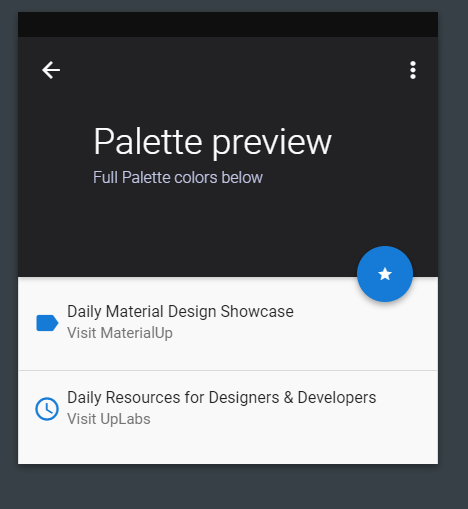 Palette preview
Full Palette colors below
Daily Material Design Showcase
Visit MaterialUp
Daily Resources for Designers & Developers
Visit UpLabs